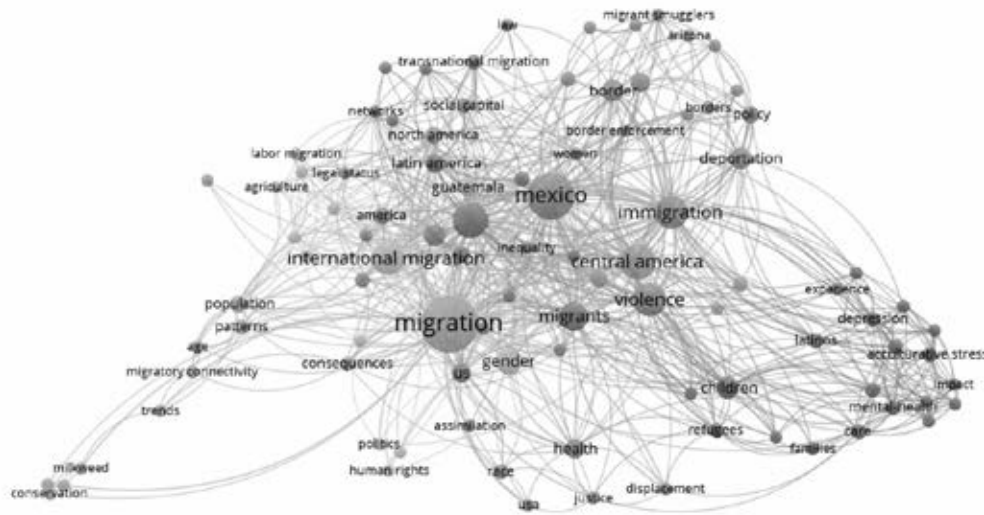 migrant smugglers
law
arizona
transnational migration
border
social capital
networks
borders
policy
north america
border enforcement
labor migration
women
latin america
deportation
legal status
agriculture
guatemala
mexico
america
immigration
inequality
international migration
central america
experience
population
violence
migration
migrants
depression
patterns
latinos
age
acculturative stress
consequences
gender
migratory connectivity
us
children
impact
trends
mental-health
assimilation
refugees
care
politics
health
families
milkweed
human rights
race
displacement
conservation
usa
justice